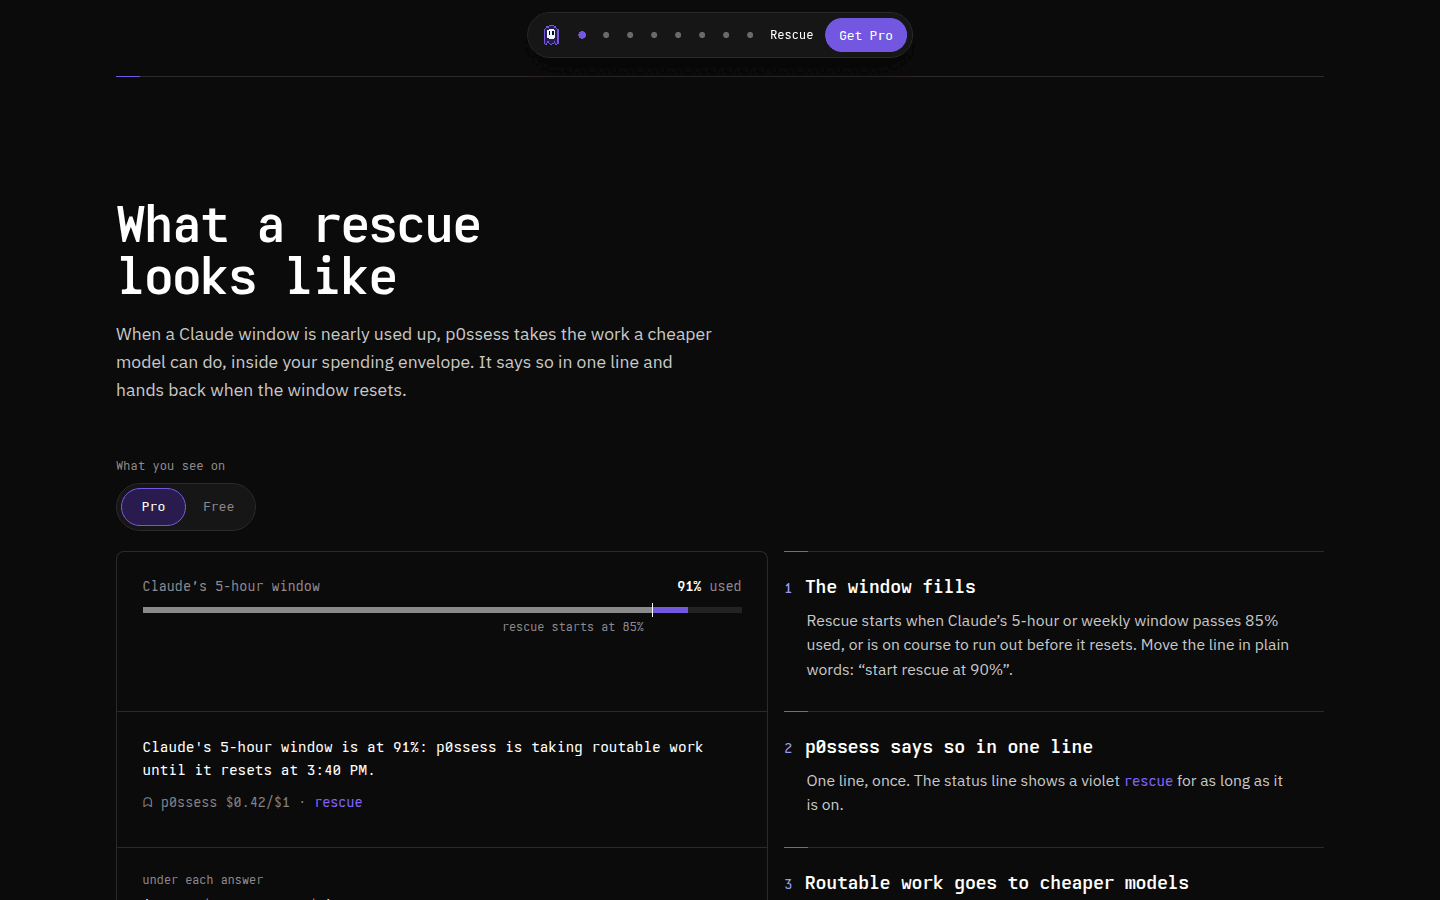 Rescue
Get Pro
What a rescue
looks like
When a Claude window is nearly used up, p0ssess takes the work a cheaper
model can do, inside your spending envelope. It says so in one line and
hands back when the window resets.
What you see on
Pro
Free
Claude’s 5-hour window
91% used
rescue starts at 85%
Claude's 5-hour window is at 91%: p0ssess is taking routable work
until it resets at 3:40 PM.
p0ssess $0.42/$1 · rescue
under each answer
1 The window fills
Rescue starts when Claude’s 5-hour or weekly window passes 85%
used, or is on course to run out before it resets. Move the line in plain
words: “start rescue at 90%”.
2 p0ssess says so in one line
One line, once. The status line shows a violet rescue for as long as it
is on.
3 Routable work goes to cheaper models